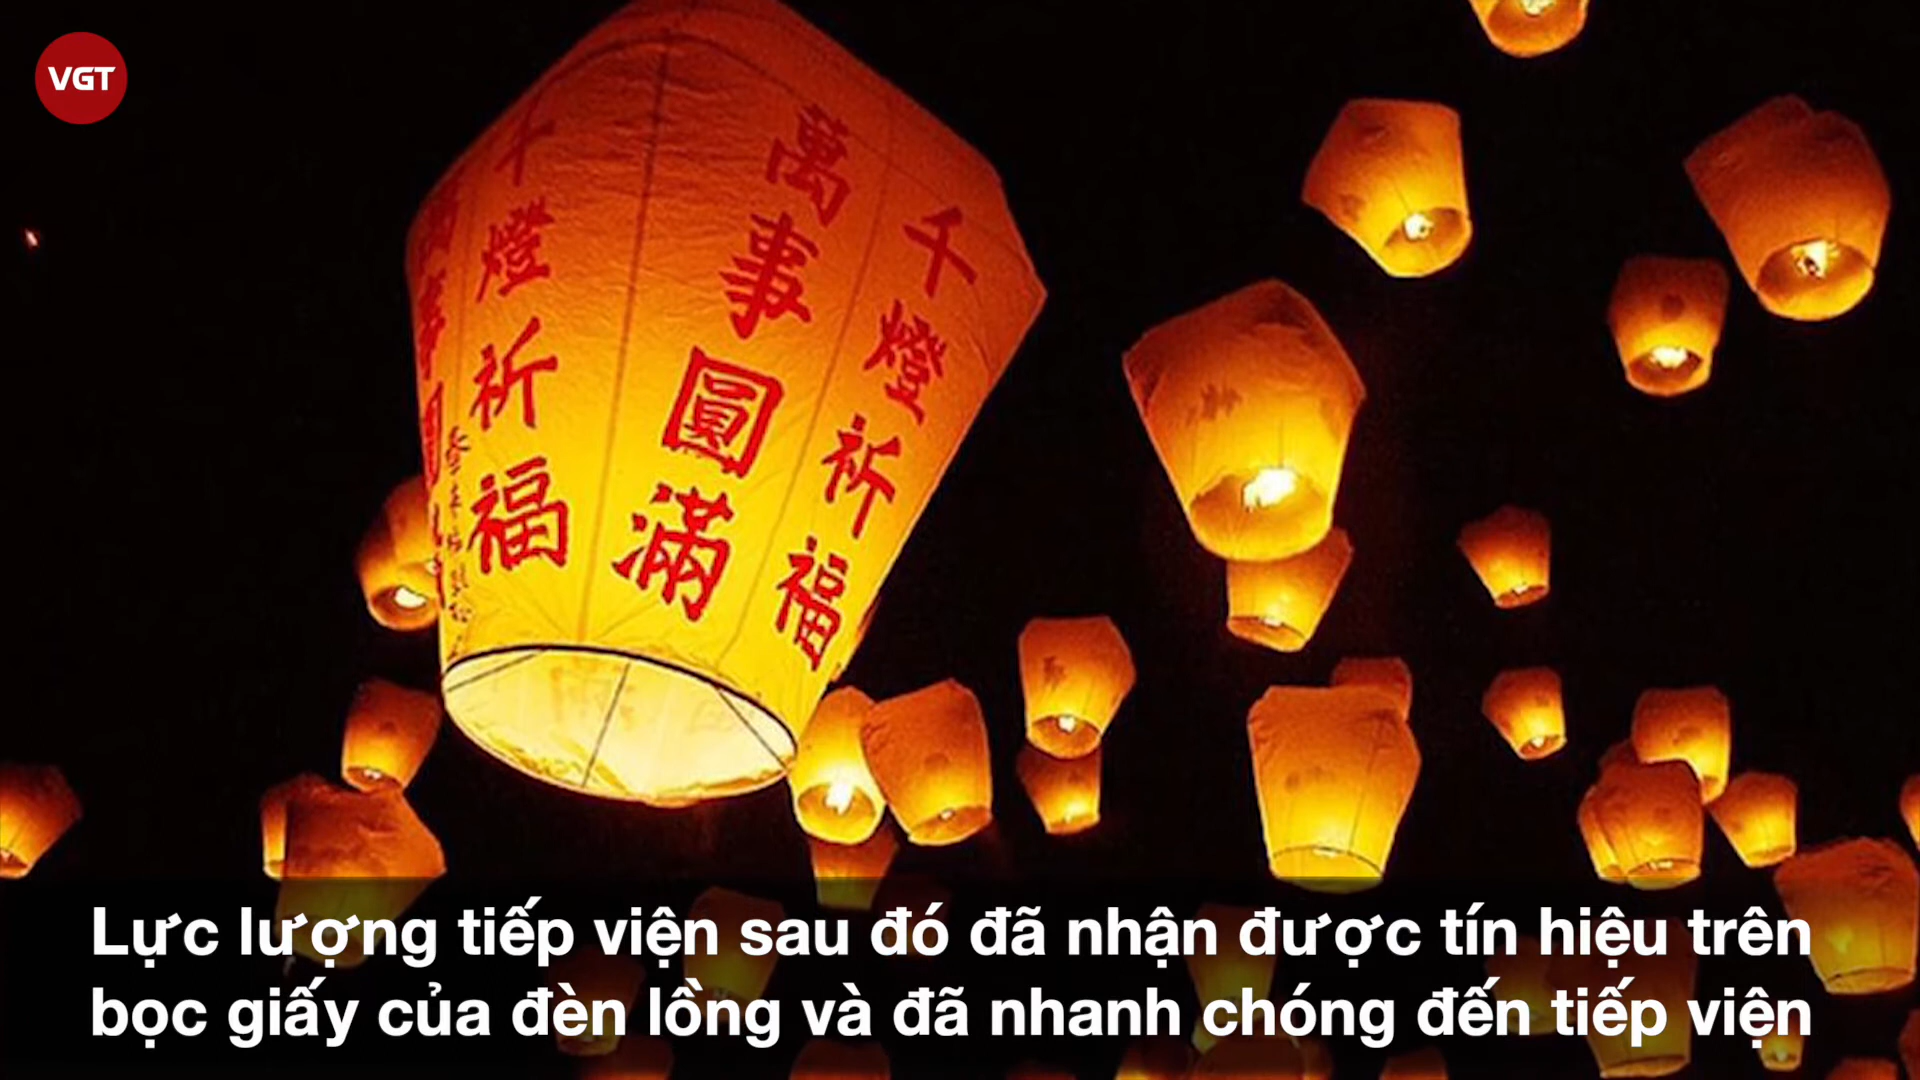 VGT
千燈祈福
萬事圓滿
千燈祈福
Lực lượng tiếp viện sau đó đã nhận được tín hiệu trên
bọc giấy của đèn lồng và đã nhanh chóng đến tiếp viện